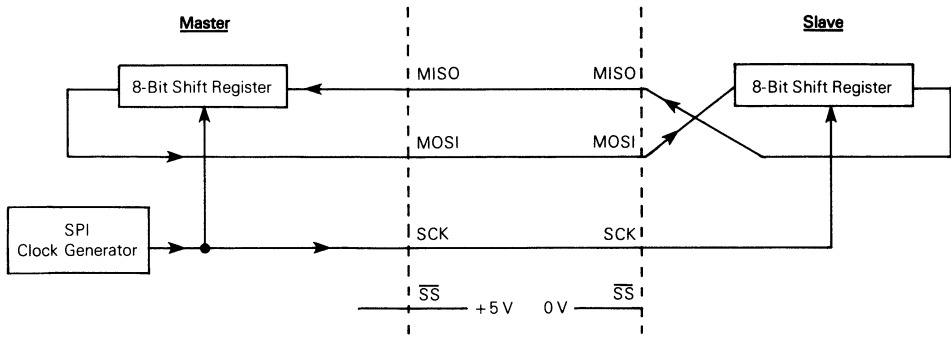 Master
Slave
8-Bit Shift Register
MISO
MISO
8-Bit Shift Register
MOSI
MOSI
SPI
Clock Generator
SCK
SCK
SS
+5 V
0 V
SS